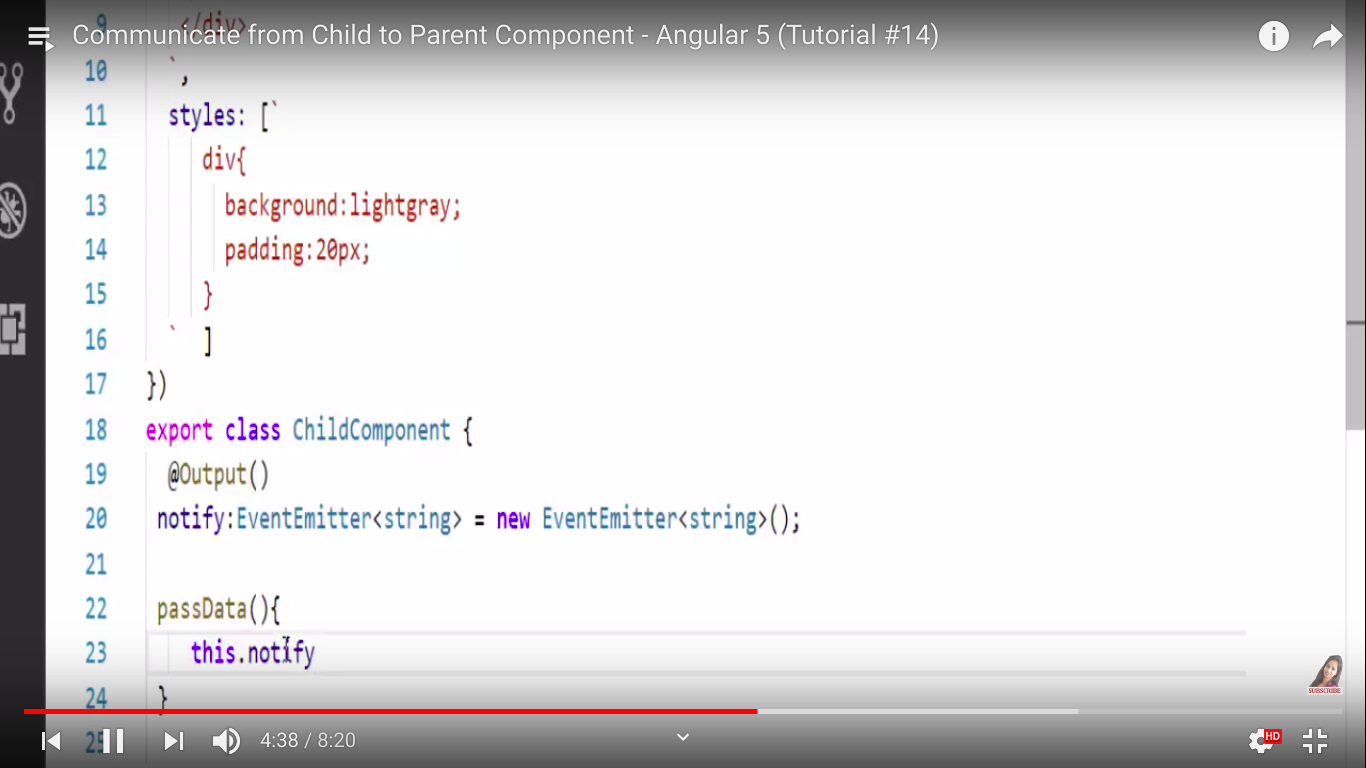 9 </div>
Communicate from Child to Parent Component - Angular 5 (Tutorial #14)
10 `,
11 styles: [`
12 div{
13 background:lightgray;
14 padding:20px;
15 }
16 ` ]
17 })
18 export class ChildComponent {
19 @Output()
20 notify:EventEmitter<string> = new EventEmitter<string>();
21
22 passData(){
23 this.notify
24 }
SUBSCRIBE
25
4:38 / 8:20
HD